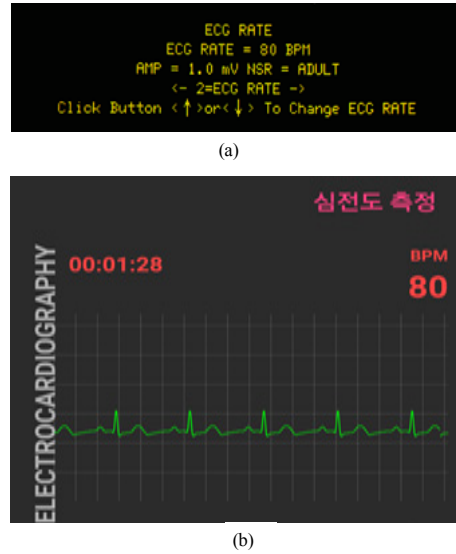 ECG RATE
ECG RATE = 80 BPM
AMP = 1.0 mV NSR = ADULT
<- 2=ECG RATE ->
Click Button <↑>or<↓> To Change ECG RATE
(a)
심전도 측정
ELECTROCARDIOGRAPHY
00:01:28
BPM
80
(b)